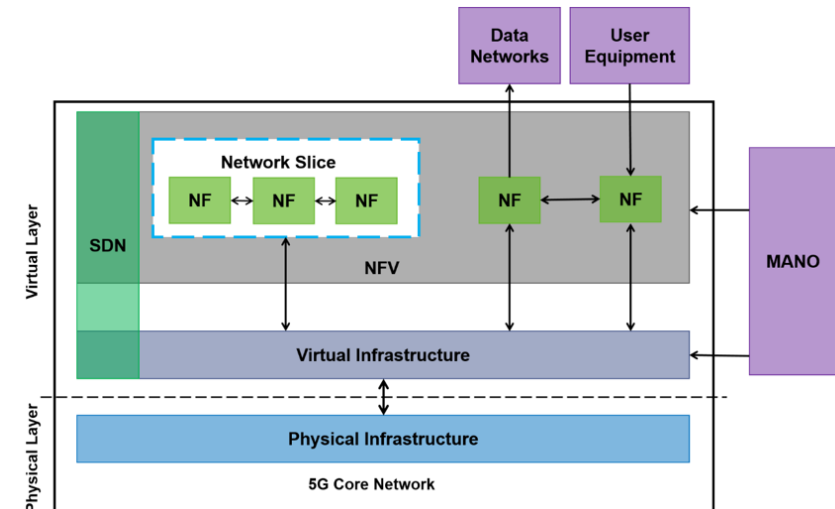 Data
Networks
User
Equipment
Network Slice
NF
NF
NF
NF
NF
SDN
NFV
MANO
Virtual Layer
Virtual Infrastructure
Physical Layer
Physical Infrastructure
5G Core Network